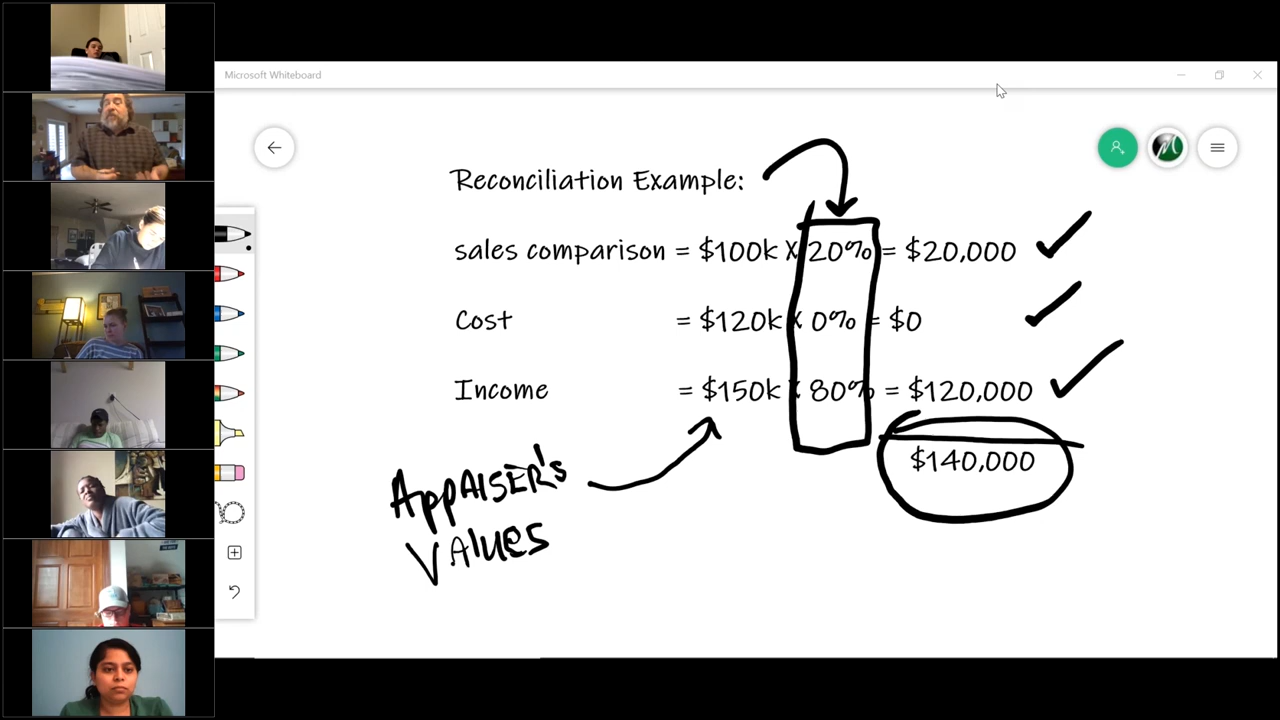 Microsoft Whiteboard
Reconciliation Example:
sales comparison = $100k x 20% = $20,000
Cost = $120k x 0% = $0
Income = $150k x 80% = $120,000
$140,000
APPAISER's
VALUES